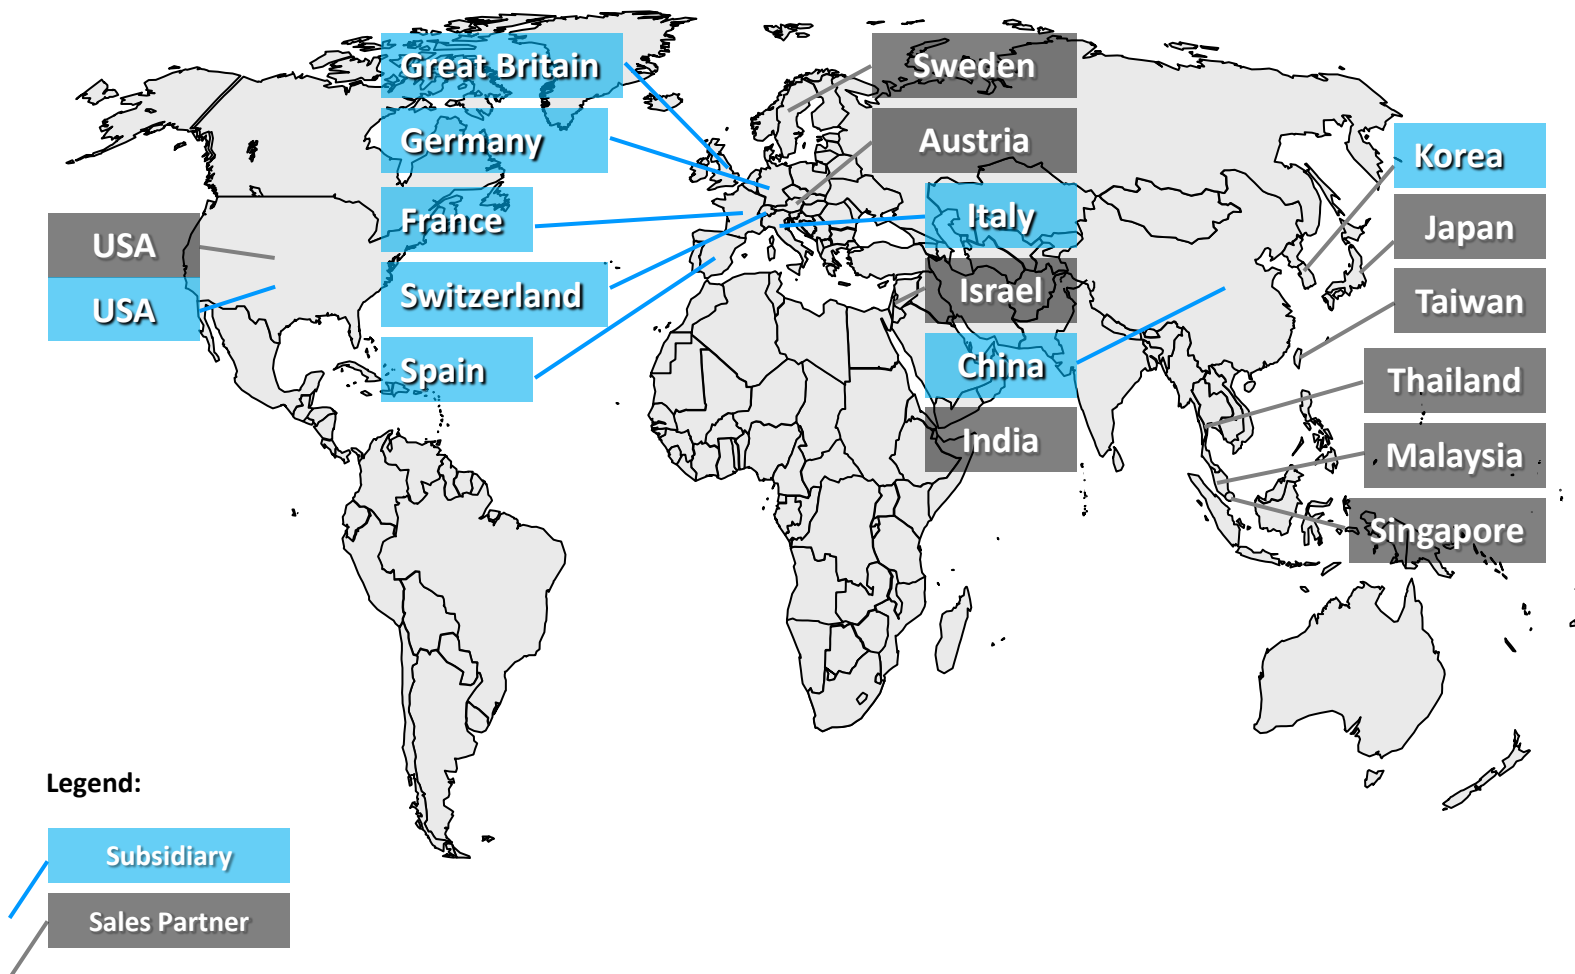 Great Britain
Germany
France
Switzerland
Spain
USA
USA
Sweden
Austria
Italy
Israel
China
India
Korea
Japan
Taiwan
Thailand
Malaysia
Singapore
Legend:
Subsidiary
Sales Partner